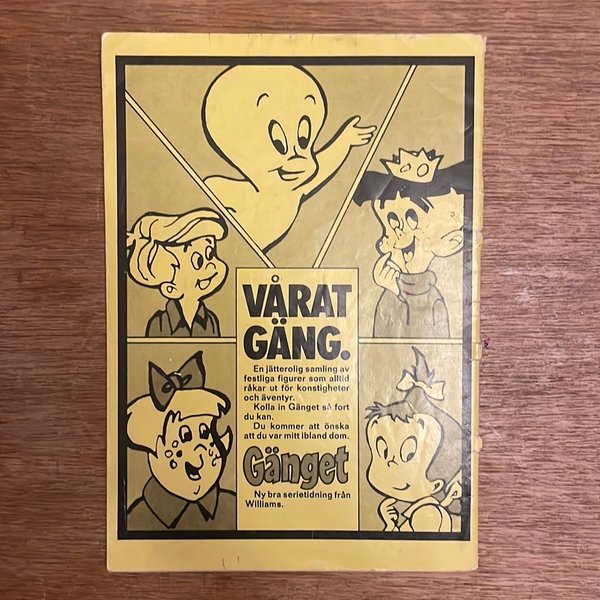 VÅRAT
GÄNG.
En jätterolig samling av
festliga figurer som alltid
råkar ut för konstigheter
och äventyr.
Kolla in Gänget så fort
du kan.
Du kommer att önska
att du var mitt ibland dom.
Gänget
Ny bra serietidning från
Williams.